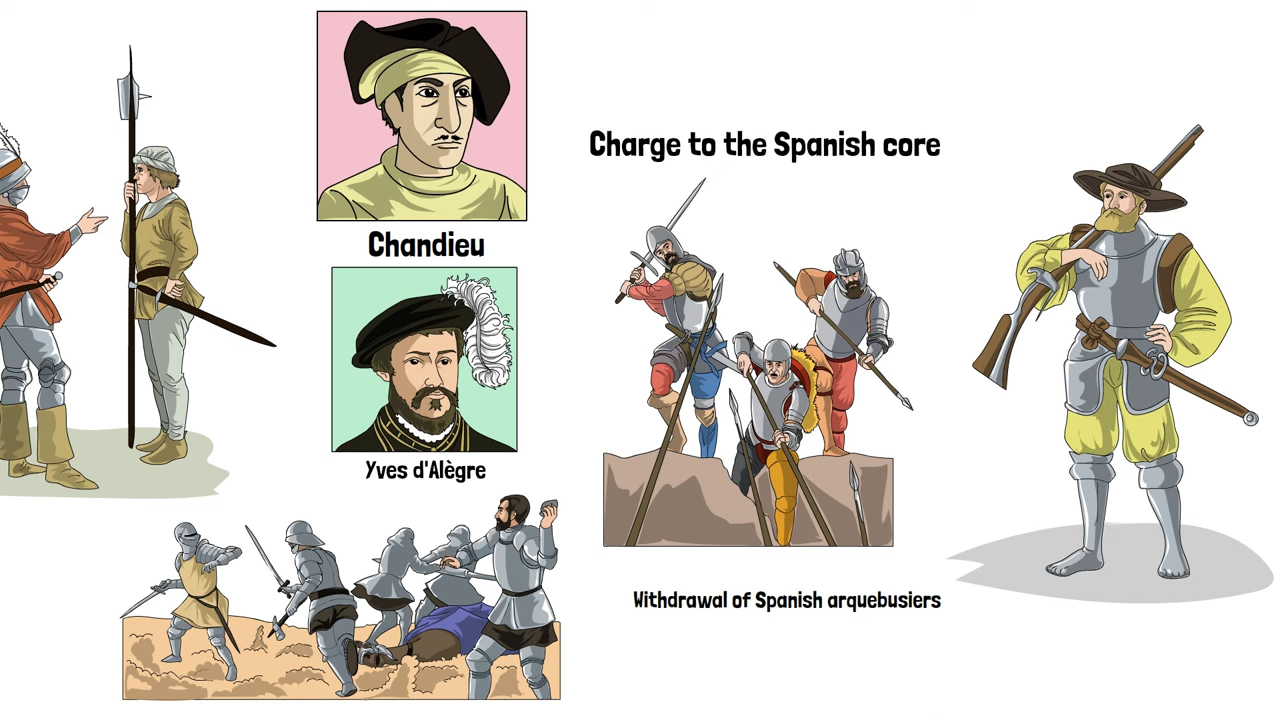 Chandieu
Yves d'Alègre
Charge to the Spanish core
Withdrawal of Spanish arquebusiers